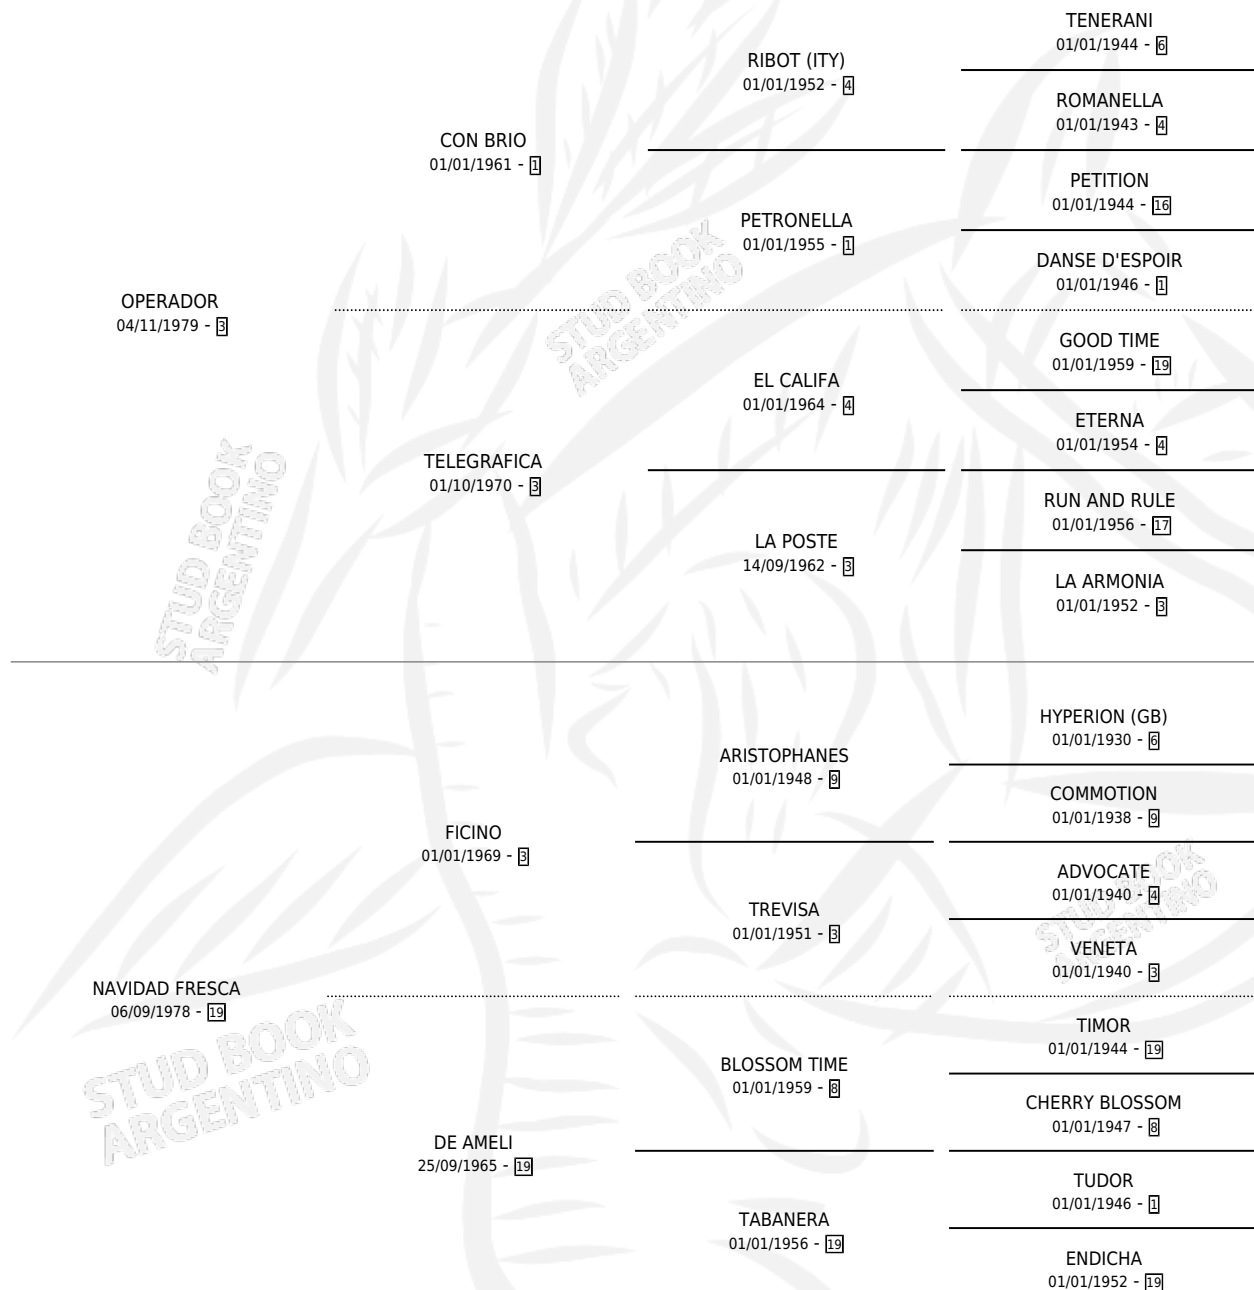 TENERANI
01/01/1944 - 6
RIBOT (ITY)
01/01/1952 - 4
ROMANELLA
01/01/1943 - 4
CON BRIO
01/01/1961 - 1
PETITION
01/01/1944 - 16
PETRONELLA
01/01/1955 - 1
DANSE D'ESPOIR
01/01/1946 - 1
OPERADOR
04/11/1979 - 3
GOOD TIME
01/01/1959 - 19
EL CALIFA
01/01/1964 - 4
ETERNA
01/01/1954 - 4
TELEGRAFICA
01/10/1970 - 3
RUN AND RULE
01/01/1956 - 17
LA POSTE
14/09/1962 - 3
LA ARMONIA
01/01/1952 - 3
HYPERION (GB)
01/01/1930 - 6
ARISTOPHANES
01/01/1948 - 9
COMMOTION
01/01/1938 - 9
FICINO
01/01/1969 - 3
ADVOCATE
01/01/1940 - 4
TREVISA
01/01/1951 - 3
VENETA
01/01/1940 - 3
NAVIDAD FRESCA
06/09/1978 - 19
TIMOR
01/01/1944 - 19
BLOSSOM TIME
01/01/1959 - 8
CHERRY BLOSSOM
01/01/1947 - 8
DE AMELI
25/09/1965 - 19
TUDOR
01/01/1946 - 1
TABANERA
01/01/1956 - 19
ENDICHA
01/01/1952 - 19
STUD BOOK
ARGENTINO
STUD BOOK
ARGENTINO
STUD BOOK
ARGENTINO
STUD BOOK
ARGENTINO